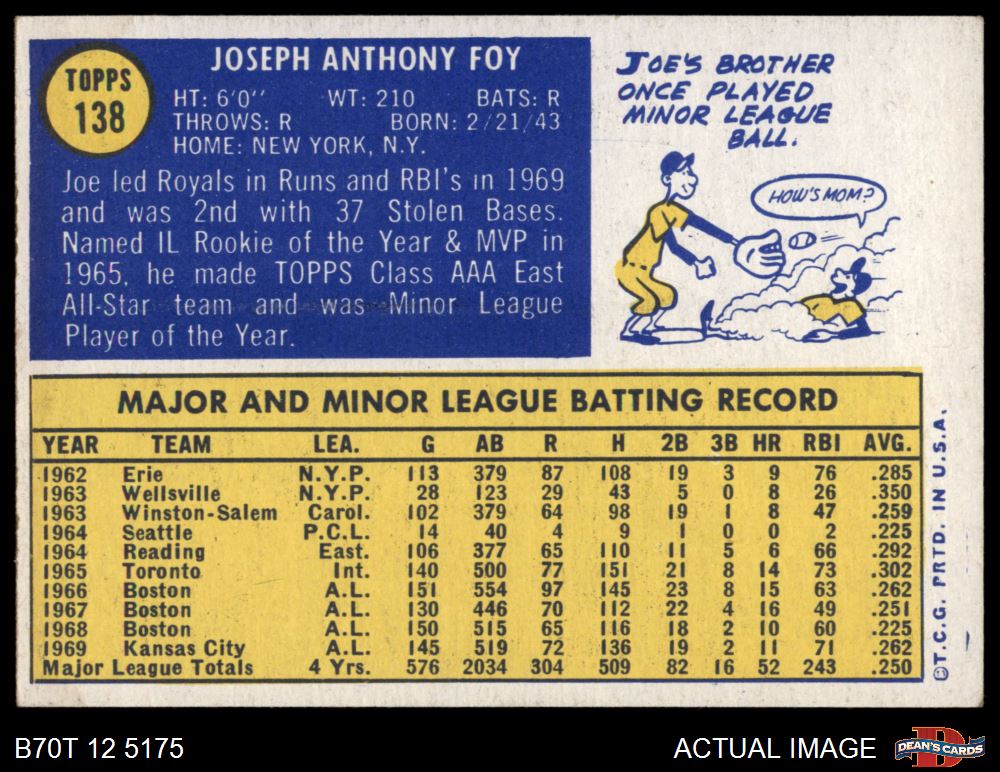 TOPPS
138
JOSEPH ANTHONY FOY
HT: 6'0'' WT: 210 BATS: R
THROWS: R BORN: 2/21/43
HOME: NEW YORK, N.Y.
Joe led Royals in Runs and RBI's in 1969
and was 2nd with 37 Stolen Bases.
Named IL Rookie of the Year & MVP in
1965, he made TOPPS Class AAA East
All-Star team and was Minor League
Player of the Year.
JOE'S BROTHER
ONCE PLAYED
MINOR LEAGUE
BALL.
HOW'S MOM?
MAJOR AND MINOR LEAGUE BATTING RECORD
YEAR TEAM LEA. G AB R H 2B 3B HR RBI AVG.
1962 Erie N.Y.P. 113 379 87 108 19 3 9 76 .285
1963 Wellsville N.Y.P. 28 123 29 43 5 0 8 26 .350
1963 Winston-Salem Carol. 102 379 64 98 19 1 8 47 .259
1964 Seattle P.C.L. 14 40 4 9 1 0 0 2 .225
1964 Reading East. 106 377 65 110 11 5 6 66 .292
1965 Toronto Int. 140 500 77 151 21 8 14 73 .302
1966 Boston A.L. 151 554 97 145 23 8 15 63 .262
1967 Boston A.L. 130 446 70 112 22 4 16 49 .251
1968 Boston A.L. 150 515 65 116 18 2 10 60 .225
1969 Kansas City A.L. 145 519 72 136 19 2 11 71 .262
Major League Totals 4 Yrs. 576 2034 304 509 82 16 52 243 .250
©T.C.G. PRTD. IN U.S.A.
B70T 12 5175
ACTUAL IMAGE
D
DEAN'S CARDS